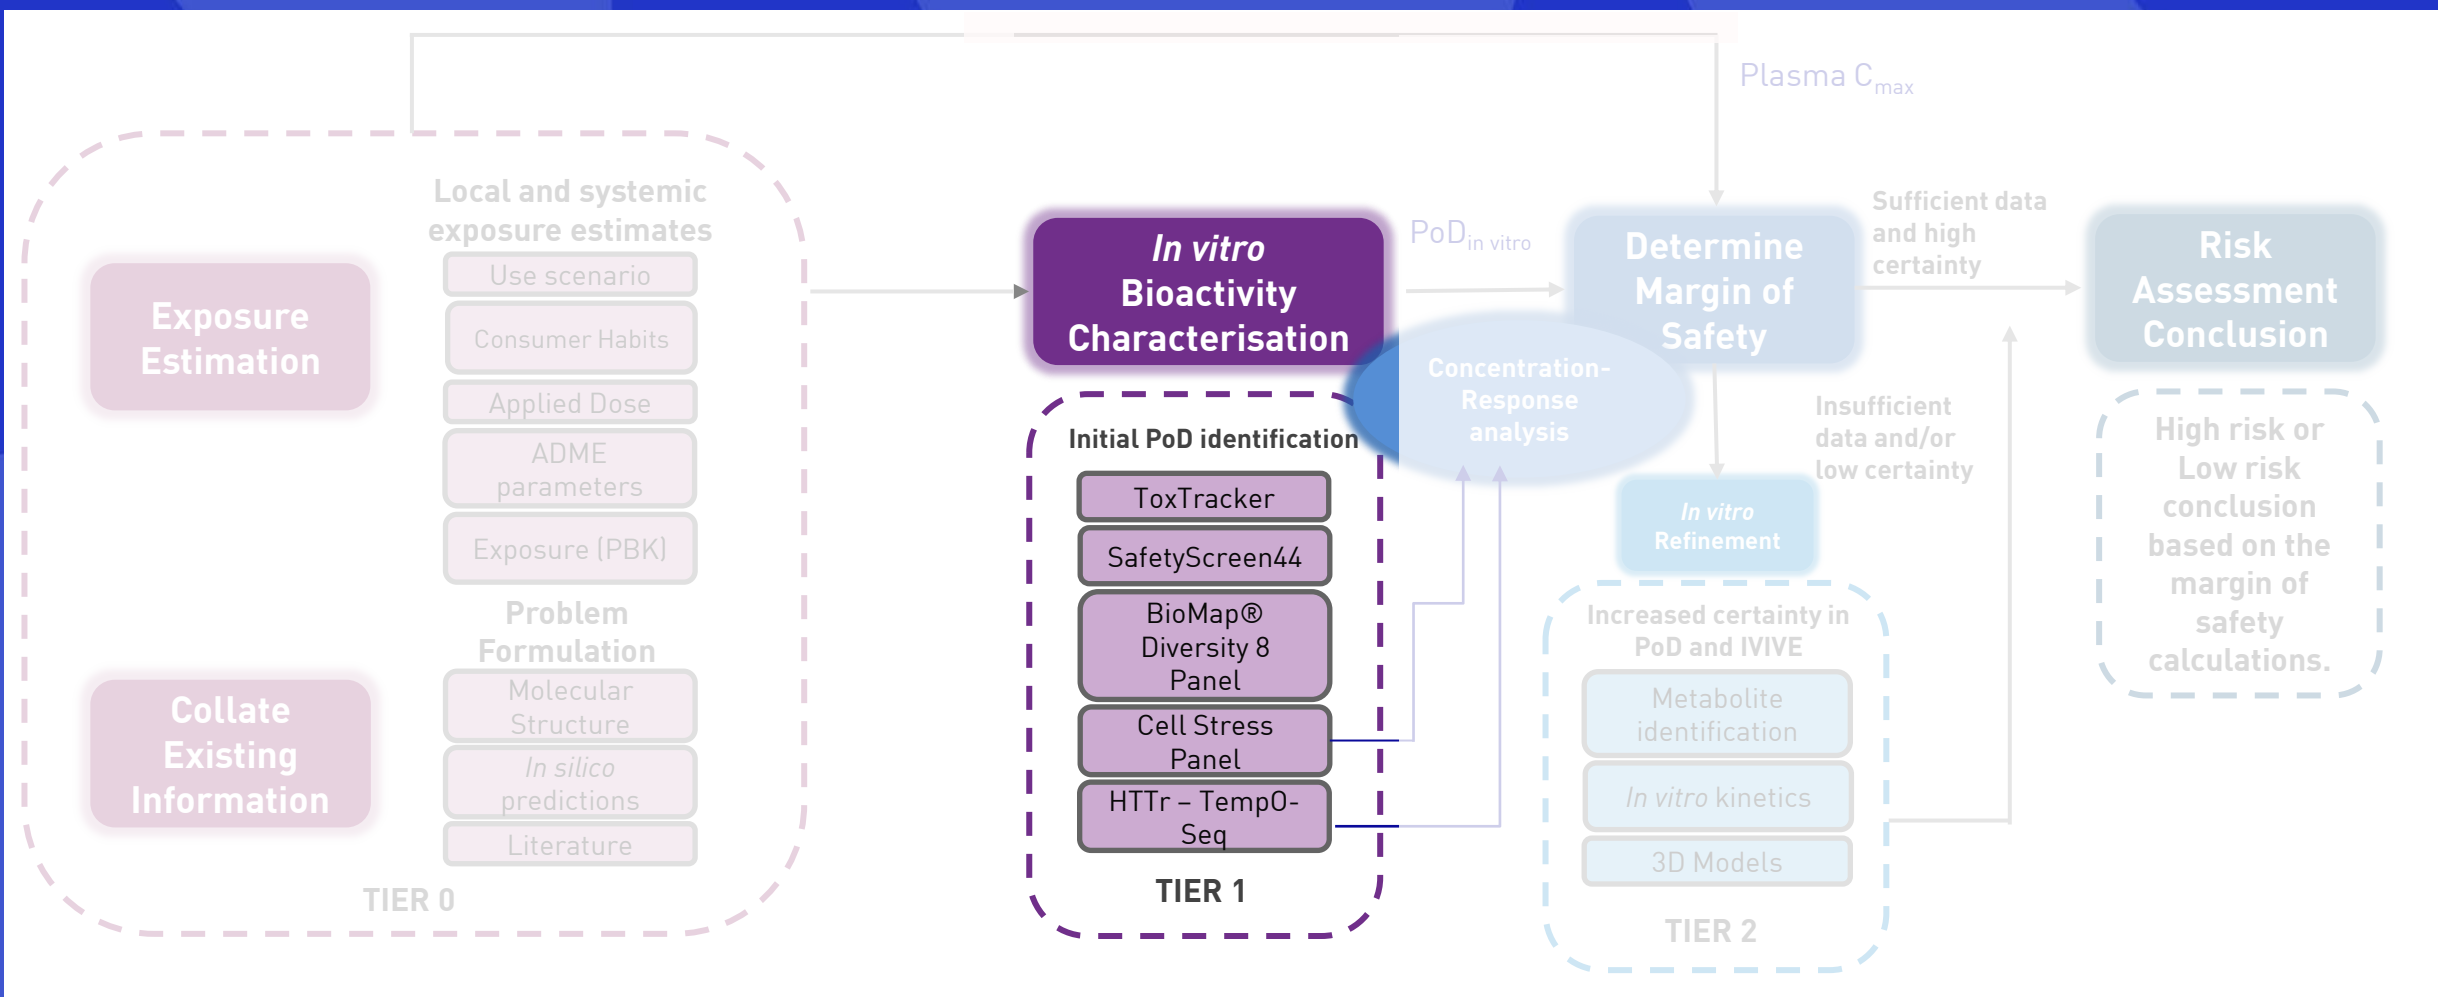 Plasma Cmax
Local and systemic
exposure estimates
Use scenario
Consumer Habits
Applied Dose
ADME
parameters
Exposure (PBK)
Exposure
Estimation
Problem
Formulation
Molecular
Structure
In silico
predictions
Literature
Collate
Existing
Information
TIER 0
In vitro
Bioactivity
Characterisation
Initial PoD identification
ToxTracker
SafetyScreen44
BioMap®
Diversity 8
Panel
Cell Stress
Panel
HTTr – TempO-
Seq
TIER 1
PoDin vitro
Concentration-
Response
analysis
Determine
Margin of
Safety
Sufficient data
and high
certainty
Insufficient
data and/or
low certainty
In vitro
Refinement
Increased certainty in
PoD and IVIVE
Metabolite
identification
In vitro kinetics
3D Models
TIER 2
Risk
Assessment
Conclusion
High risk or
Low risk
conclusion
based on the
margin of
safety
calculations.